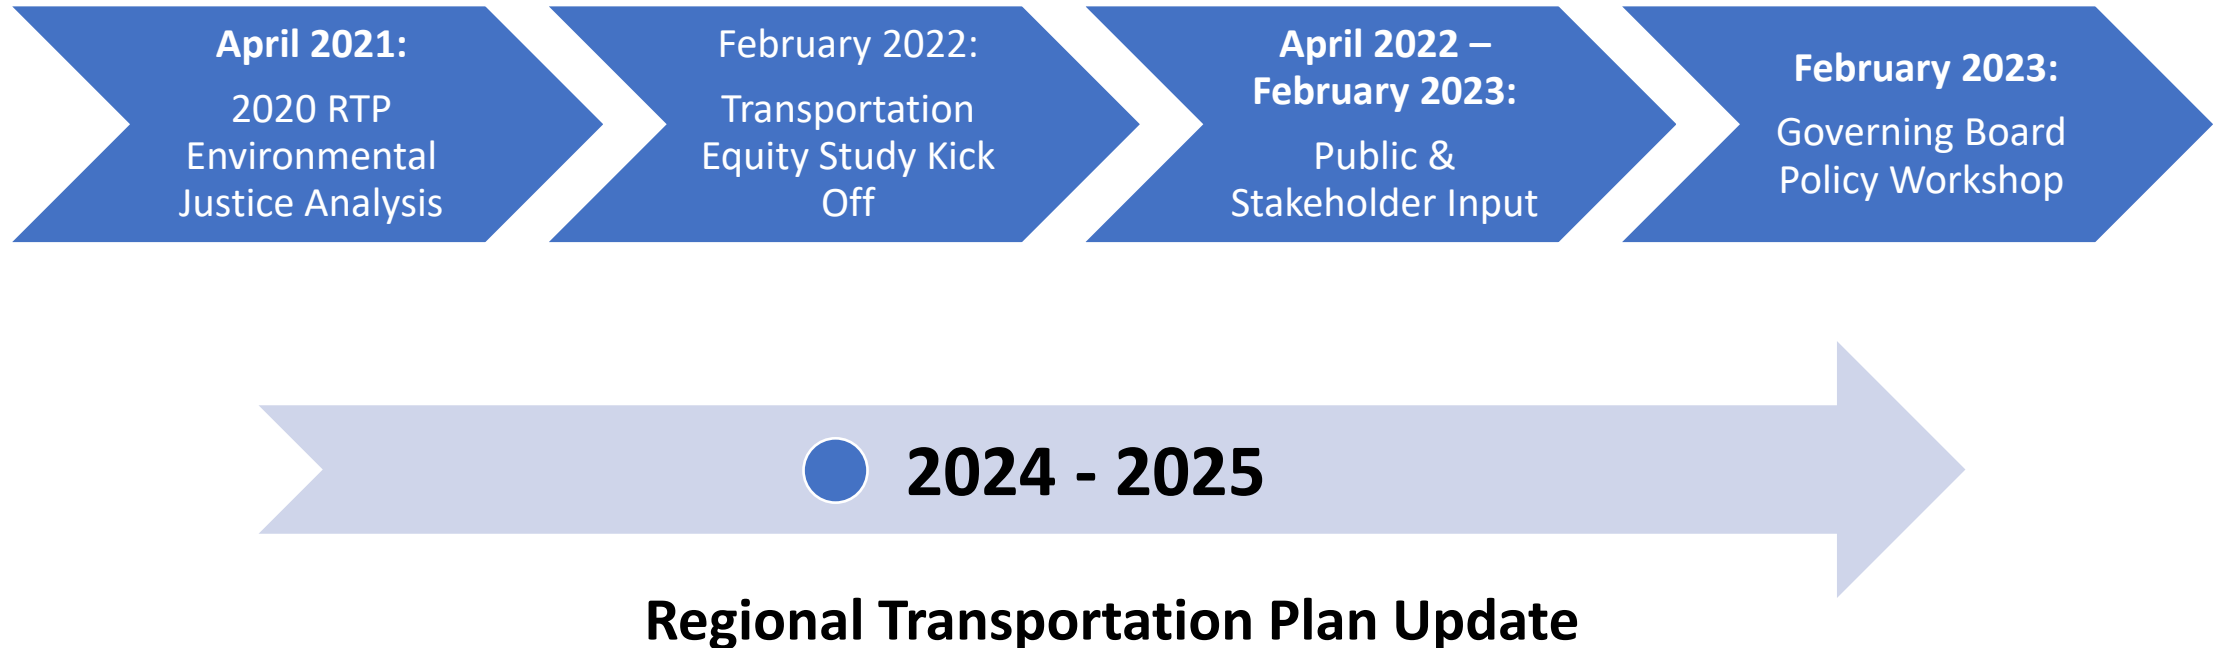 April 2021:
2020 RTP
Environmental
Justice Analysis
February 2022:
Transportation
Equity Study Kick
Off
April 2022 –
February 2023:
Public &
Stakeholder Input
February 2023:
Governing Board
Policy Workshop
2024 - 2025
Regional Transportation Plan Update